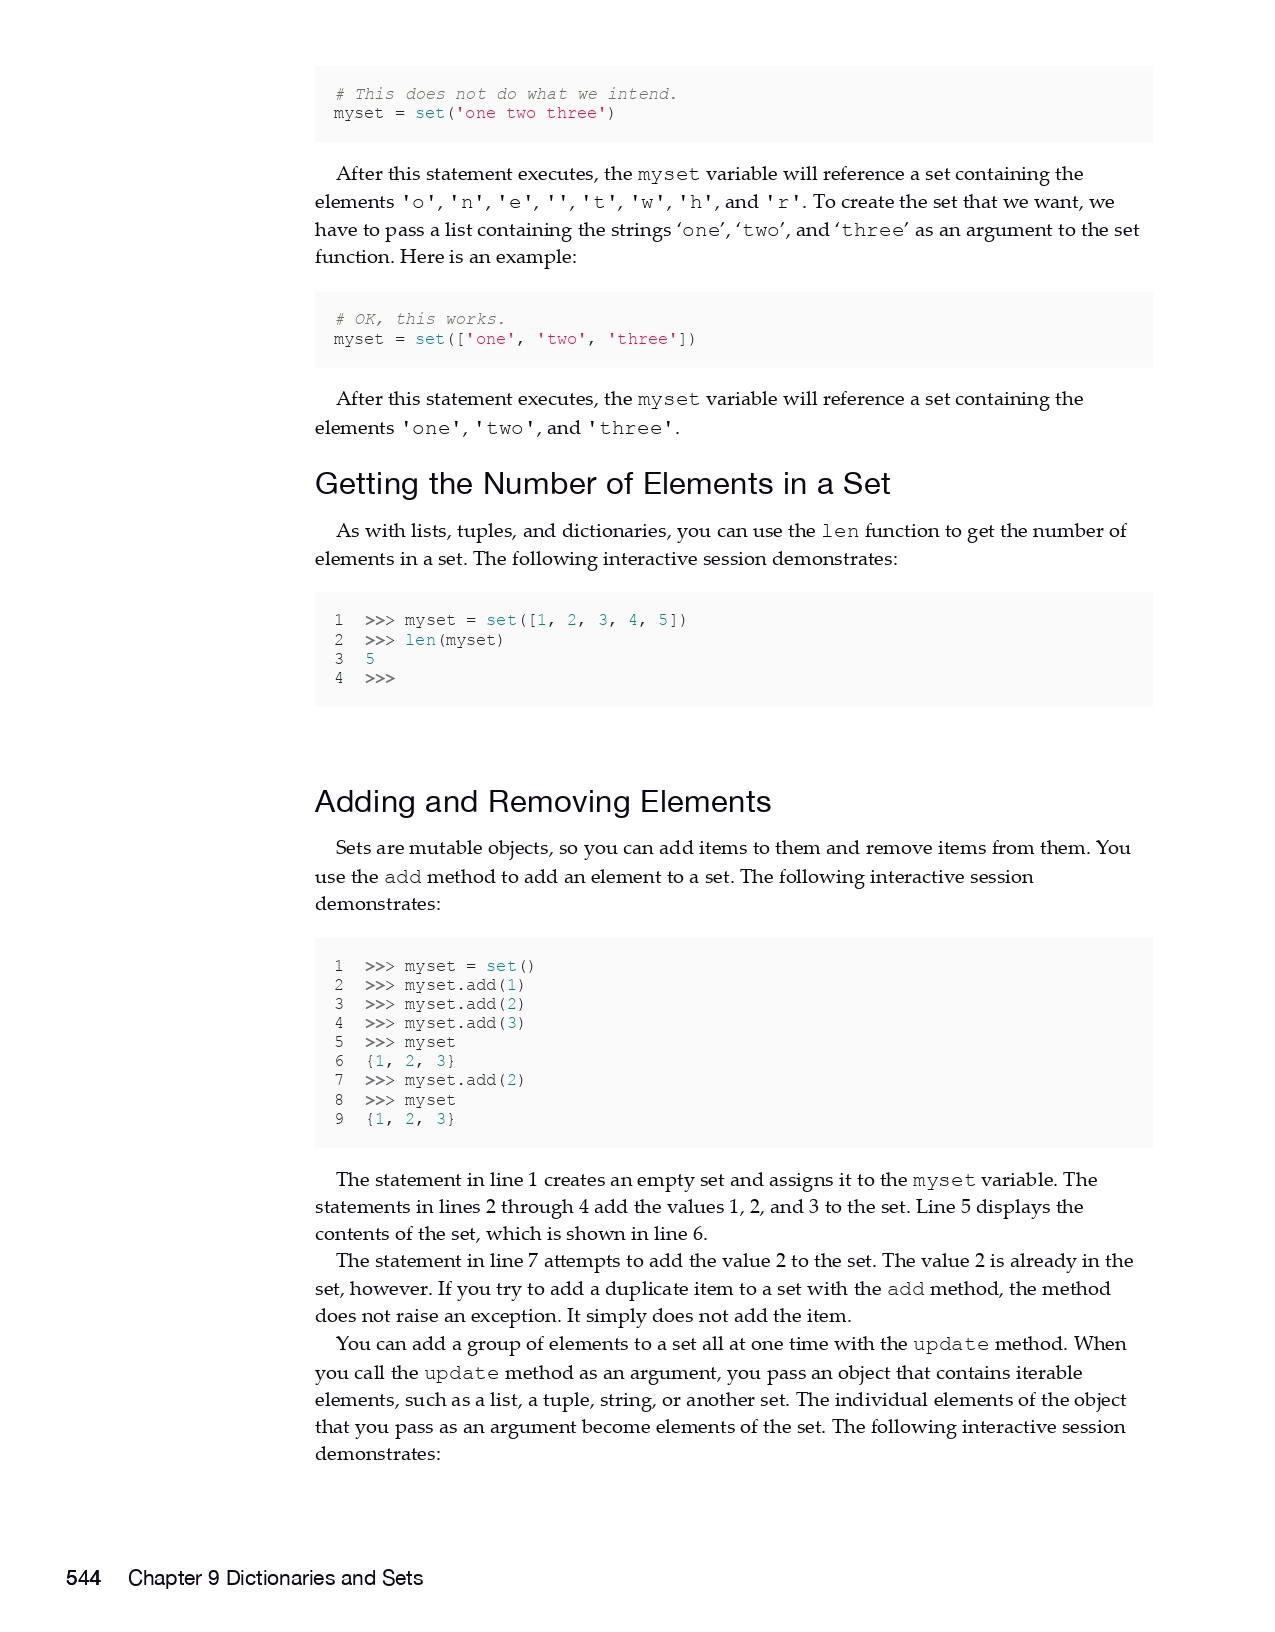 # This does not do what we intend.
myset = set('one two three')
After this statement executes, the myset variable will reference a set containing the
elements 'o', 'n', 'e', '', 't', 'w', 'h', and 'r'. To create the set that we want, we
have to pass a list containing the strings ‘one’, ‘two’, and ‘three’ as an argument to the set
function. Here is an example:
# OK, this works.
myset = set(['one', 'two', 'three'])
After this statement executes, the myset variable will reference a set containing the
elements 'one', 'two', and 'three'.
Getting the Number of Elements in a Set
As with lists, tuples, and dictionaries, you can use the len function to get the number of
elements in a set. The following interactive session demonstrates:
1 >>> myset = set([1, 2, 3, 4, 5])
2 >>> len(myset)
3 5
4 >>>
Adding and Removing Elements
Sets are mutable objects, so you can add items to them and remove items from them. You
use the add method to add an element to a set. The following interactive session
demonstrates:
1 >>> myset = set()
2 >>> myset.add(1)
3 >>> myset.add(2)
4 >>> myset.add(3)
5 >>> myset
6 {1, 2, 3}
7 >>> myset.add(2)
8 >>> myset
9 {1, 2, 3}
The statement in line 1 creates an empty set and assigns it to the myset variable. The
statements in lines 2 through 4 add the values 1, 2, and 3 to the set. Line 5 displays the
contents of the set, which is shown in line 6.
The statement in line 7 attempts to add the value 2 to the set. The value 2 is already in the
set, however. If you try to add a duplicate item to a set with the add method, the method
does not raise an exception. It simply does not add the item.
You can add a group of elements to a set all at one time with the update method. When
you call the update method as an argument, you pass an object that contains iterable
elements, such as a list, a tuple, string, or another set. The individual elements of the object
that you pass as an argument become elements of the set. The following interactive session
demonstrates:
544 Chapter 9 Dictionaries and Sets